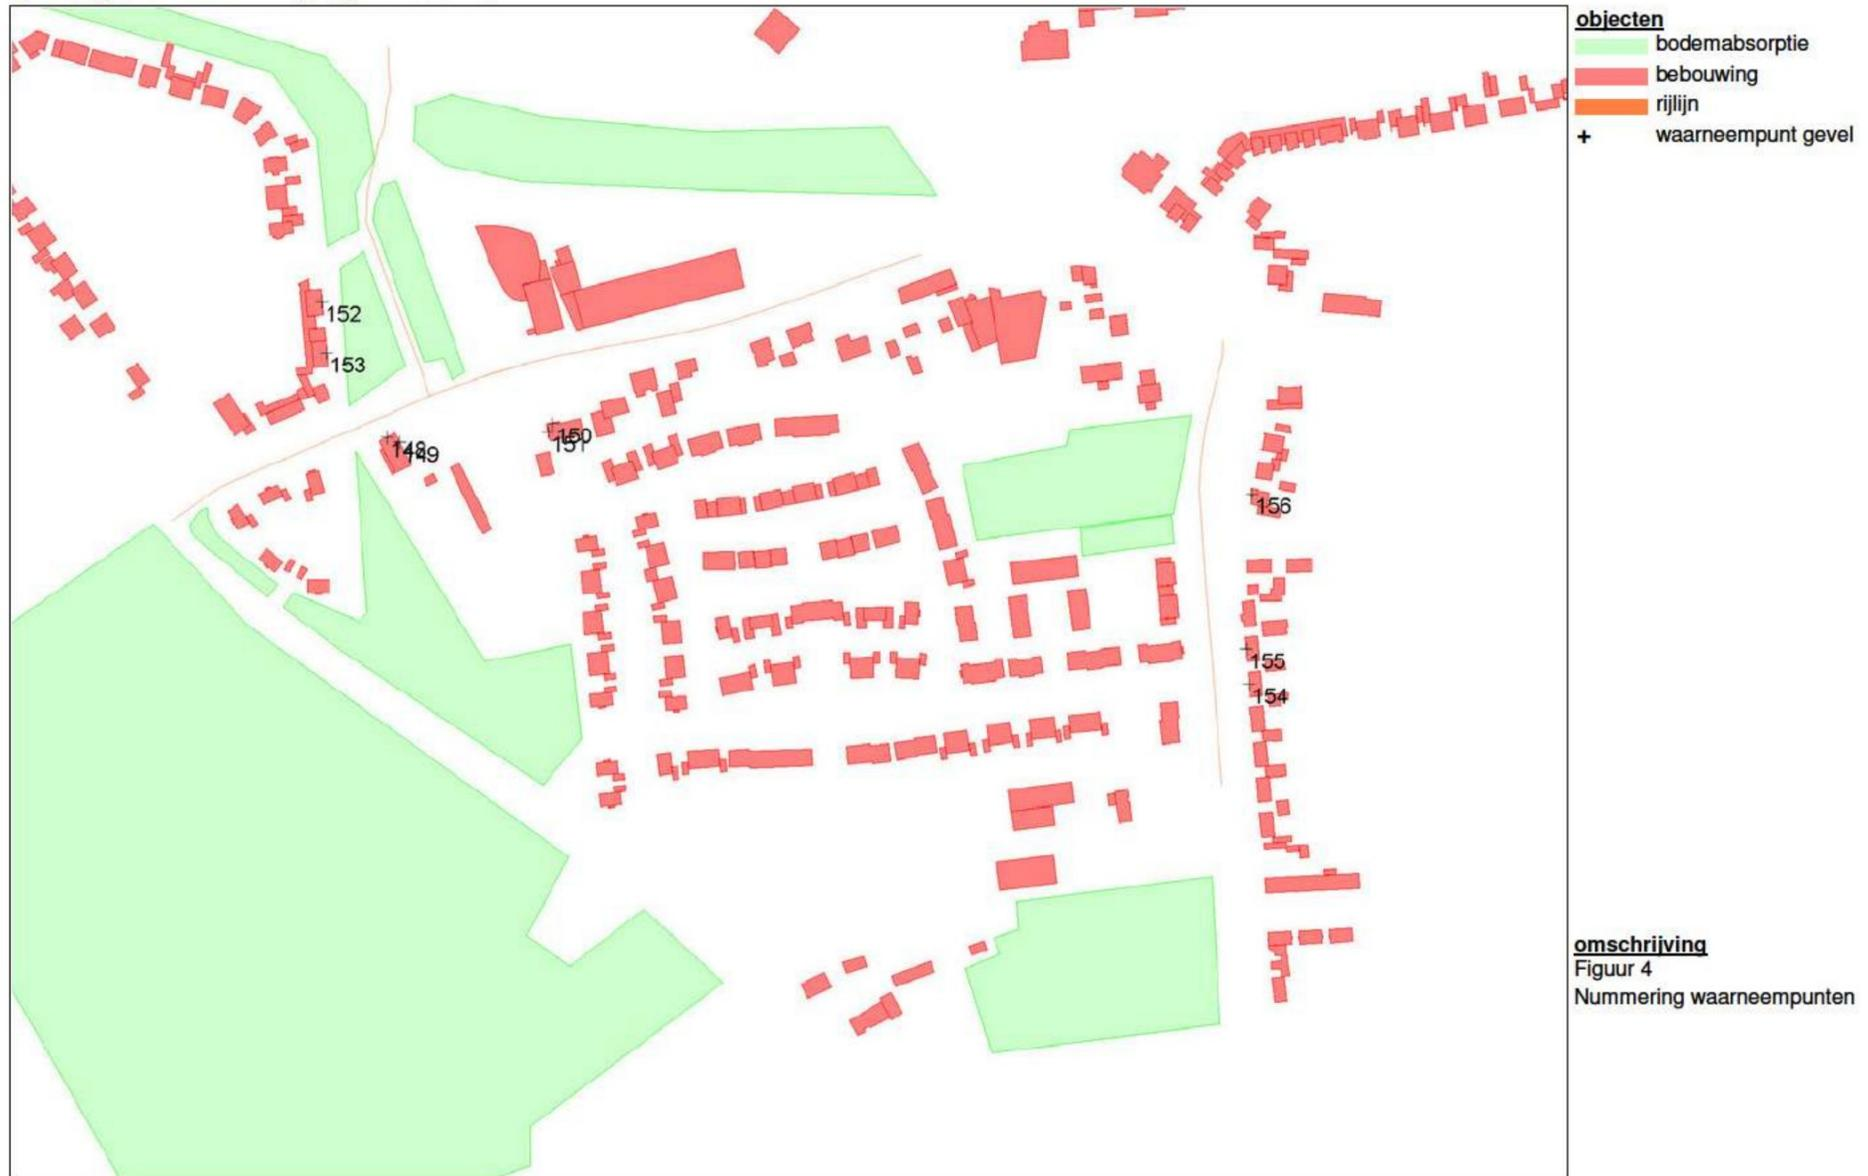 objecten
bodemabsorptie
bebouwing
rijlijn
+ waarneempunt gevel
152
153
148
149
150
151
156
155
154
omschrijving
Figuur 4
Nummering waarneempunten